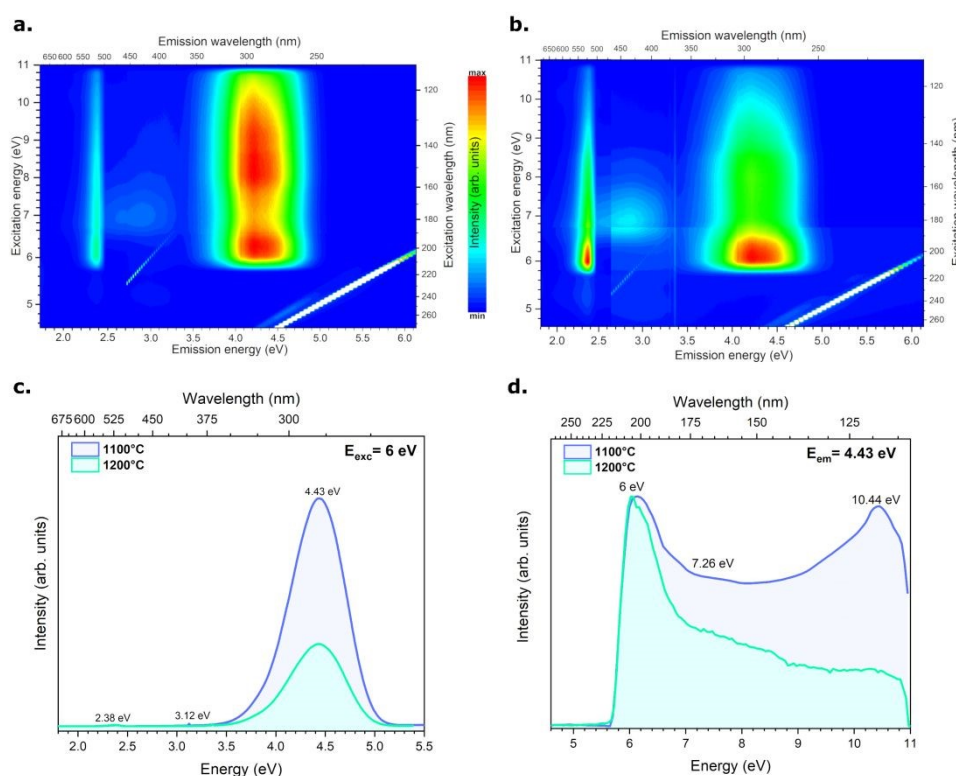 a.
Emission wavelength (nm)
650 600 550 500 450 400 350 300 250
11
10
9
8
7
6
5
Excitation energy (eV)
120
140
160
180
200
220
240
260
Excitation wavelength (nm)
2.0 2.5 3.0 3.5 4.0 4.5 5.0 5.5 6.0
Emission energy (eV)
max
Intensity (arb. units)
min
b.
Emission wavelength (nm)
650 600 550 500 450 400 350 300 250
11
10
9
8
7
6
5
Excitation energy (eV)
120
140
160
180
200
220
240
260
Excitation wavelength (nm)
2.0 2.5 3.0 3.5 4.0 4.5 5.0 5.5 6.0
Emission energy (eV)
c.
Wavelength (nm)
675 600 525 450 375 300
1100°C
1200°C
E exc= 6 eV
4.43 eV
2.38 eV
3.12 eV
Intensity (arb. units)
2.0 2.5 3.0 3.5 4.0 4.5 5.0 5.5
Energy (eV)
d.
Wavelength (nm)
250 225 200 175 150 125
1100°C
1200°C
E em= 4.43 eV
6 eV
10.44 eV
7.26 eV
Intensity (arb. units)
5 6 7 8 9 10 11
Energy (eV)